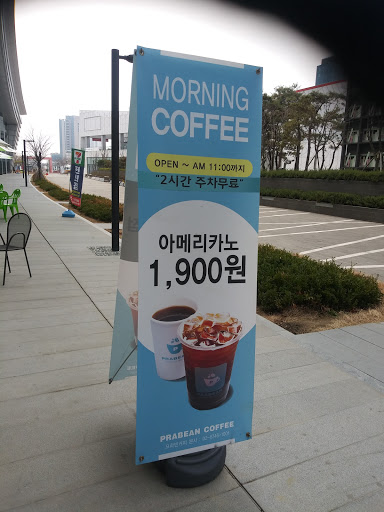 MORNING
COFFEE
OPEN ~ AM 11:00까지
"2시간 주차무료"
아메리카노
1,900원
PRABEAN COFFEE